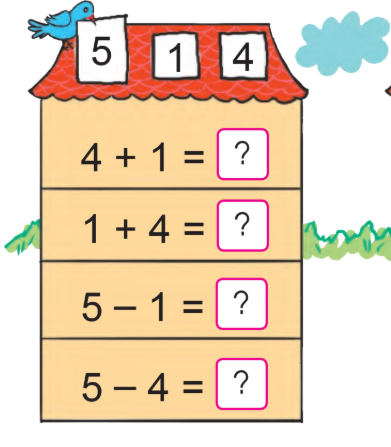 5 1 4
4 + 1 = ?
1 + 4 = ?
5 – 1 = ?
5 – 4 = ?